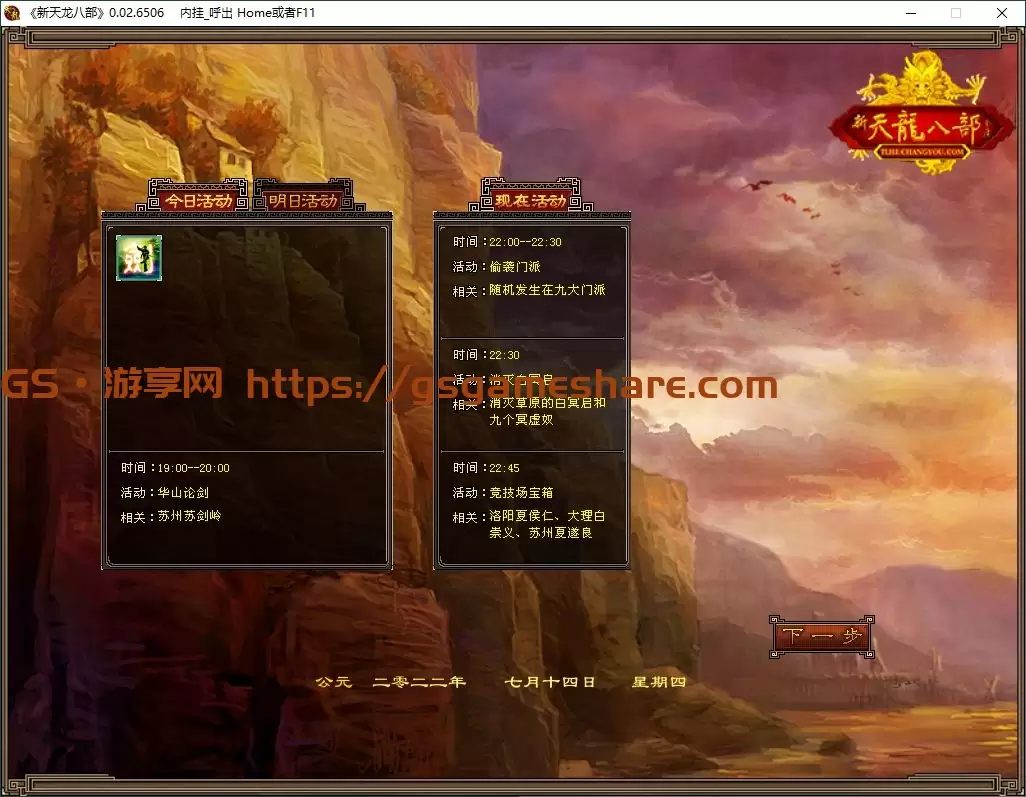 《新天龙八部》0.02.6506 内挂_呼出 Home或者F11
新天龍八部
TLBB.CHANGYOU.COM
今日活动 明日活动
时间：19:00--20:00
活动：华山论剑
相关：苏州苏剑岭
现在活动
时间：22:00--22:30
活动：偷袭门派
相关：随机发生在九大门派
时间：22:30
活动：消灭白冥启
相关：消灭草原的白冥启和
九个冥虚奴
时间：22:45
活动：竞技场宝箱
相关：洛阳夏侯仁、大理白
崇义、苏州夏遂良
GS·游享网 https://gsgameshare.com
下一步
公元 二零二二年 七月十四日 星期四